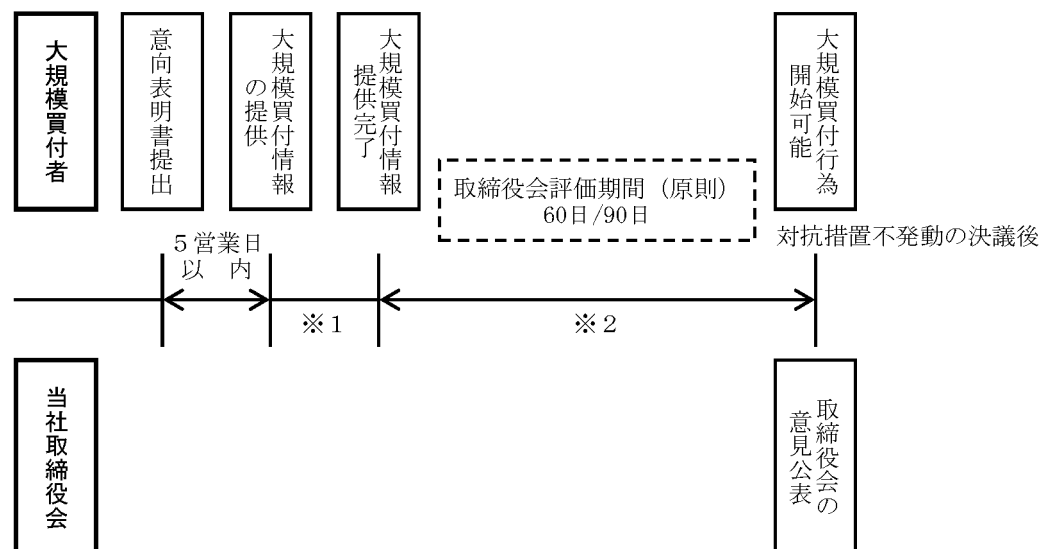 大規模買付者
意向表明書提出
大規模買付情報
の提供
大規模買付情報
提供完了
取締役会評価期間（原則）
60日/90日
大規模買付行為
開始可能
対抗措置不発動の決議後
５営業日
以　内
※１
※２
当社取締役会
取締役会の
意見公表